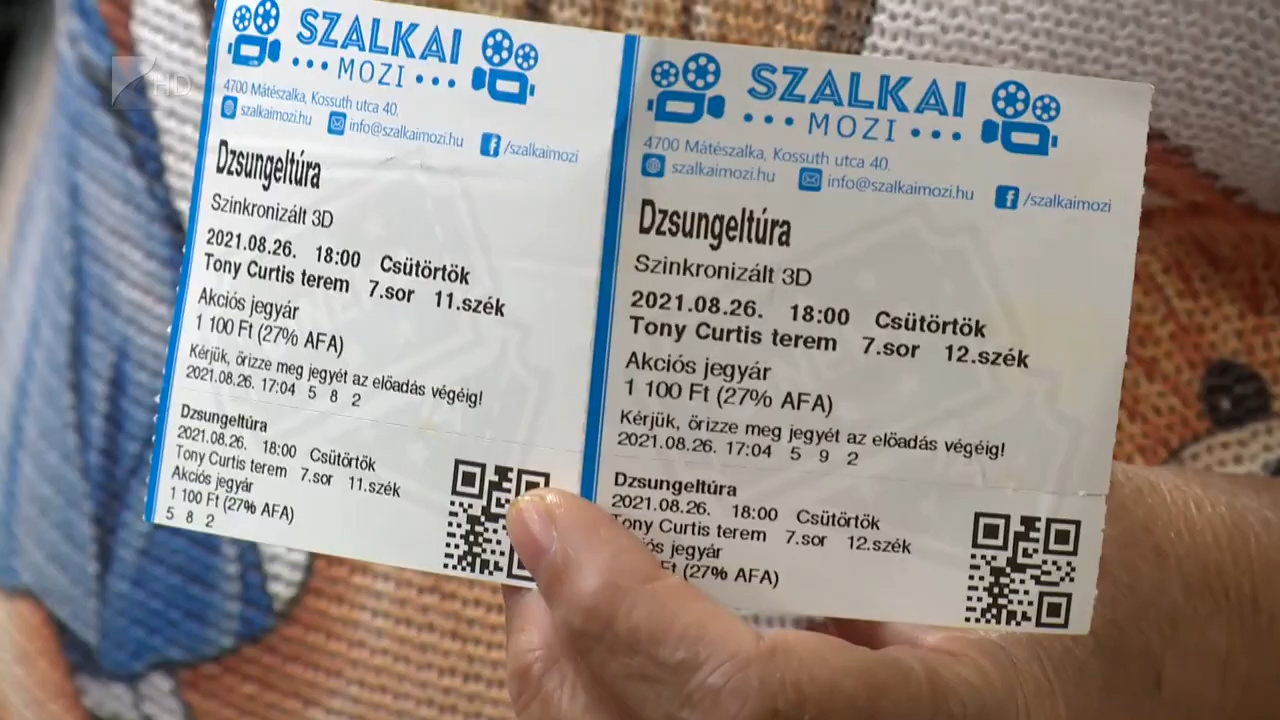 HD
SZALKAI
MOZI
4700 Mátészalka, Kossuth utca 40.
szalkaimozi.hu info@szalkaimozi.hu /szalkaimozi
Dzsungeltúra
Szinkronizált 3D
2021.08.26. 18:00 Csütörtök
Tony Curtis terem 7.sor 11.szék
Akciós jegyár
1 100 Ft (27% AFA)
Kérjük, örizze meg jegyét az elöadás végéig!
2021.08.26. 17:04 5 8 2
Dzsungeltúra
2021.08.26. 18:00 Csütörtök
Tony Curtis terem 7.sor 11.szék
Akciós jegyár
1 100 Ft (27% AFA)
5 8 2
SZALKAI
MOZI
4700 Mátészalka, Kossuth utca 40.
szalkaimozi.hu info@szalkaimozi.hu /szalkaimozi
Dzsungeltúra
Szinkronizált 3D
2021.08.26. 18:00 Csütörtök
Tony Curtis terem 7.sor 12.szék
Akciós jegyár
1 100 Ft (27% AFA)
Kérjük, örizze meg jegyét az elöadás végéig!
2021.08.26. 17:04 5 9 2
Dzsungeltúra
2021.08.26. 18:00 Csütörtök
Tony Curtis terem 7.sor 12.szék
jegyár
Ft (27% AFA)